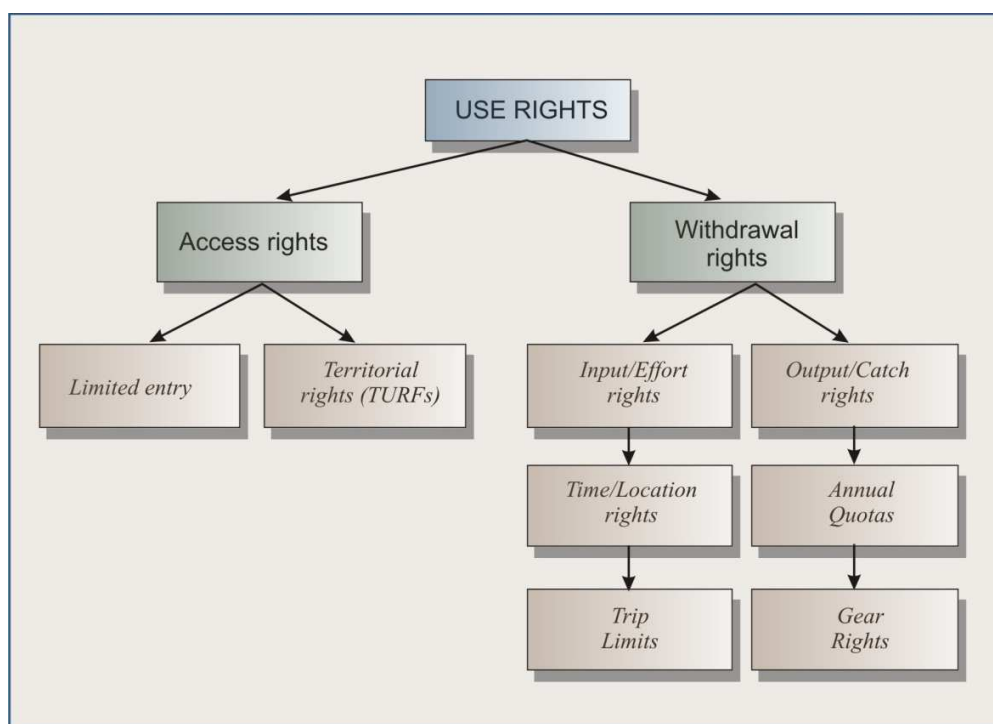 USE RIGHTS
Access rights
Withdrawal
rights
Limited entry
Territorial
rights (TURFs)
Input/Effort
rights
Output/Catch
rights
Time/Location
rights
Annual
Quotas
Trip
Limits
Gear
Rights